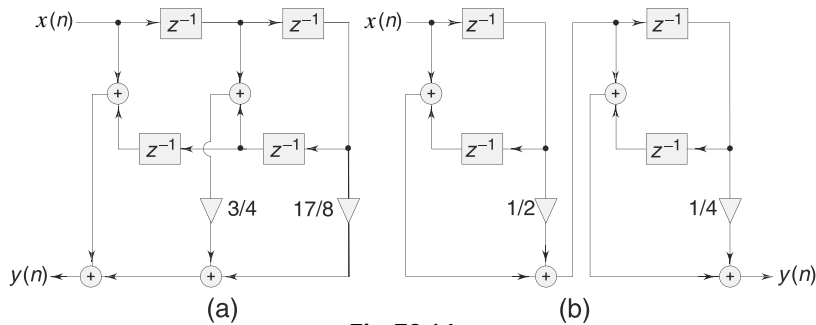 x(n) z⁻¹ z⁻¹ x(n) z⁻¹ z⁻¹
+ + + +
z⁻¹ z⁻¹ z⁻¹ z⁻¹
3/4 17/8 1/2 1/4
y(n) + + + + y(n)
(a) (b)